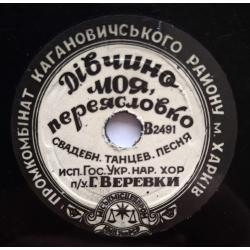 ПРОМКОМБІНАТ КАГАНОВИЧСЬКОГО РАЙОНУ М. ХАРКІВ
Дівчино
моя,
переясловко
В2491
СВАДЕБН. ТАНЦЕВ. ПЕСНЯ
ИСП. ГОС. УКР. НАР. ХОР
П/У Г. ВЕРЕВКИ